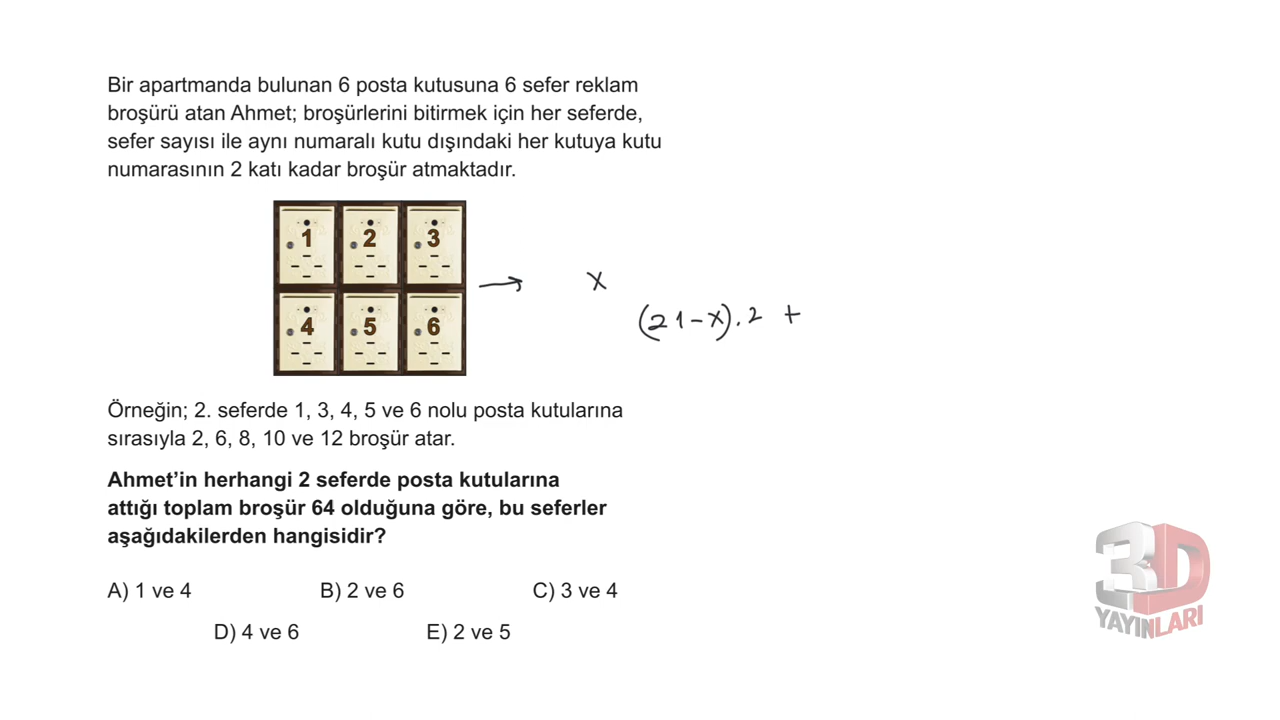 Bir apartmanda bulunan 6 posta kutusuna 6 sefer reklam
broşürü atan Ahmet; broşürlerini bitirmek için her seferde,
sefer sayısı ile aynı numaralı kutu dışındaki her kutuya kutu
numarasının 2 katı kadar broşür atmaktadır.
1 2 3
x
(21-x).2 +
4 5 6
Örneğin; 2. seferde 1, 3, 4, 5 ve 6 nolu posta kutularına
sırasıyla 2, 6, 8, 10 ve 12 broşür atar.
Ahmet’in herhangi 2 seferde posta kutularına
attığı toplam broşür 64 olduğuna göre, bu seferler
aşağıdakilerden hangisidir?
A) 1 ve 4 B) 2 ve 6 C) 3 ve 4
D) 4 ve 6 E) 2 ve 5
3D
YAYINLARI